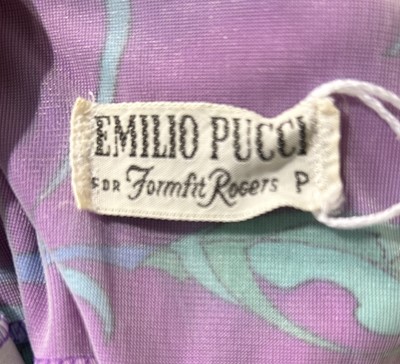 EMILIO PUCCI
FOR Formfit Rogers P